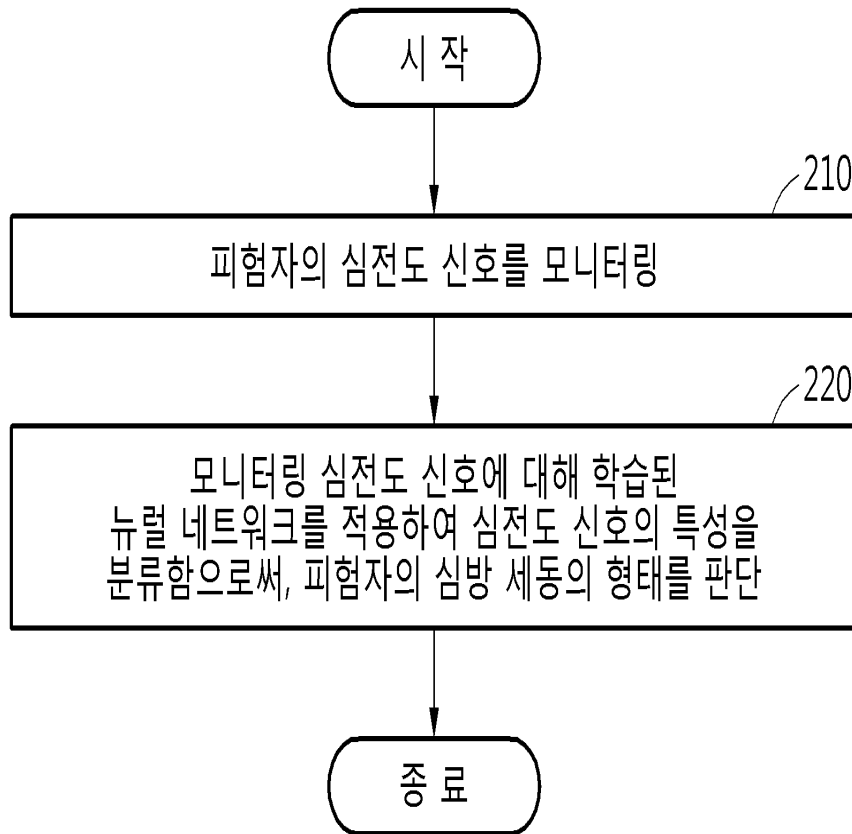 시 작
210
피험자의 심전도 신호를 모니터링
220
모니터링 심전도 신호에 대해 학습된
뉴럴 네트워크를 적용하여 심전도 신호의 특성을
분류함으로써, 피험자의 심방 세동의 형태를 판단
종 료